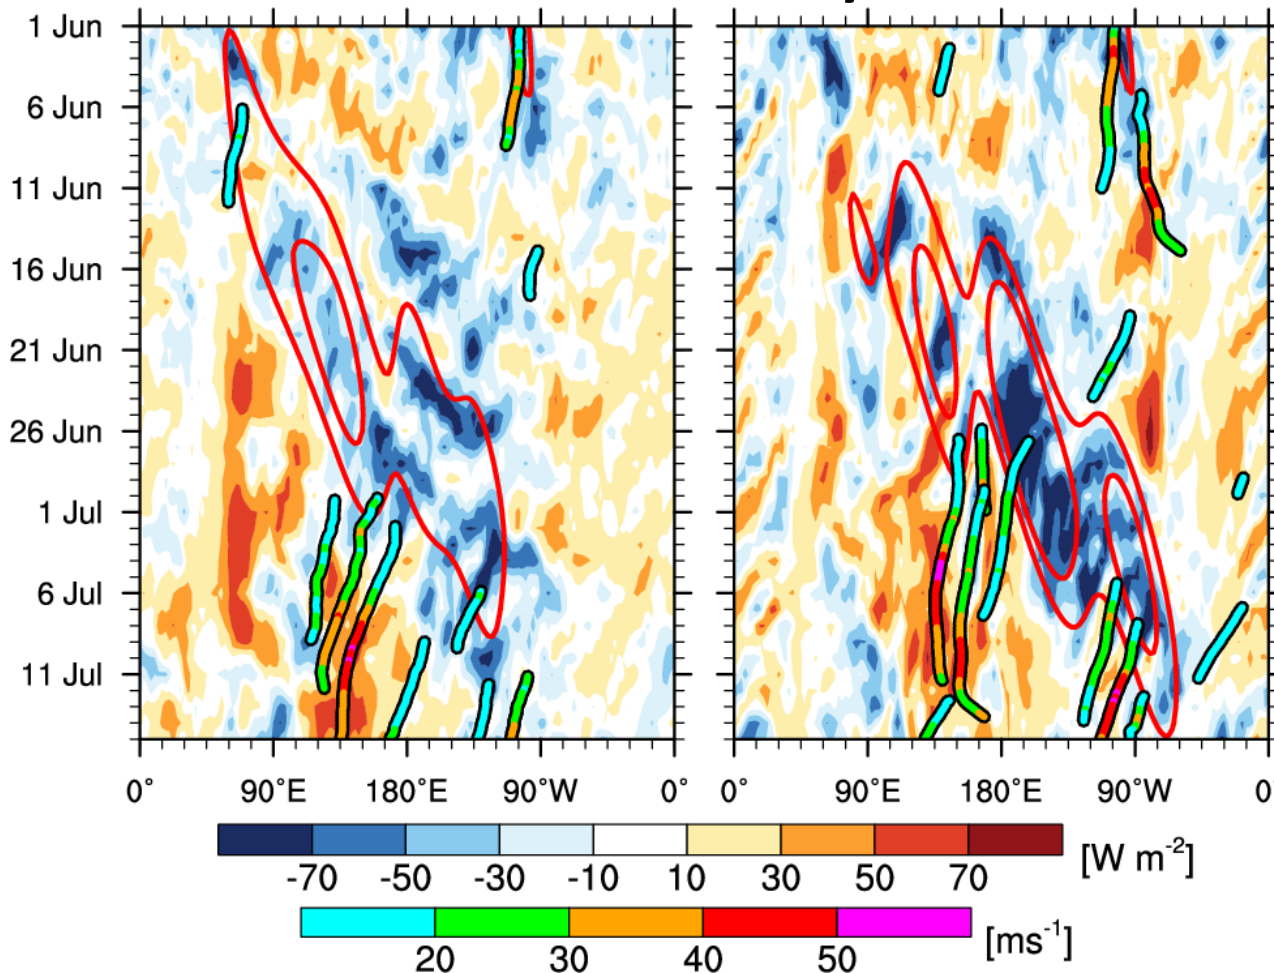 1 Jun
6 Jun
11 Jun
16 Jun
21 Jun
26 Jun
1 Jul
6 Jul
11 Jul
0° 90°E 180°E 90°W 0° 0° 90°E 180°E 90°W 0
-70 -50 -30 -10 10 30 50 70 [W m⁻²]
20 30 40 50 [ms⁻¹]